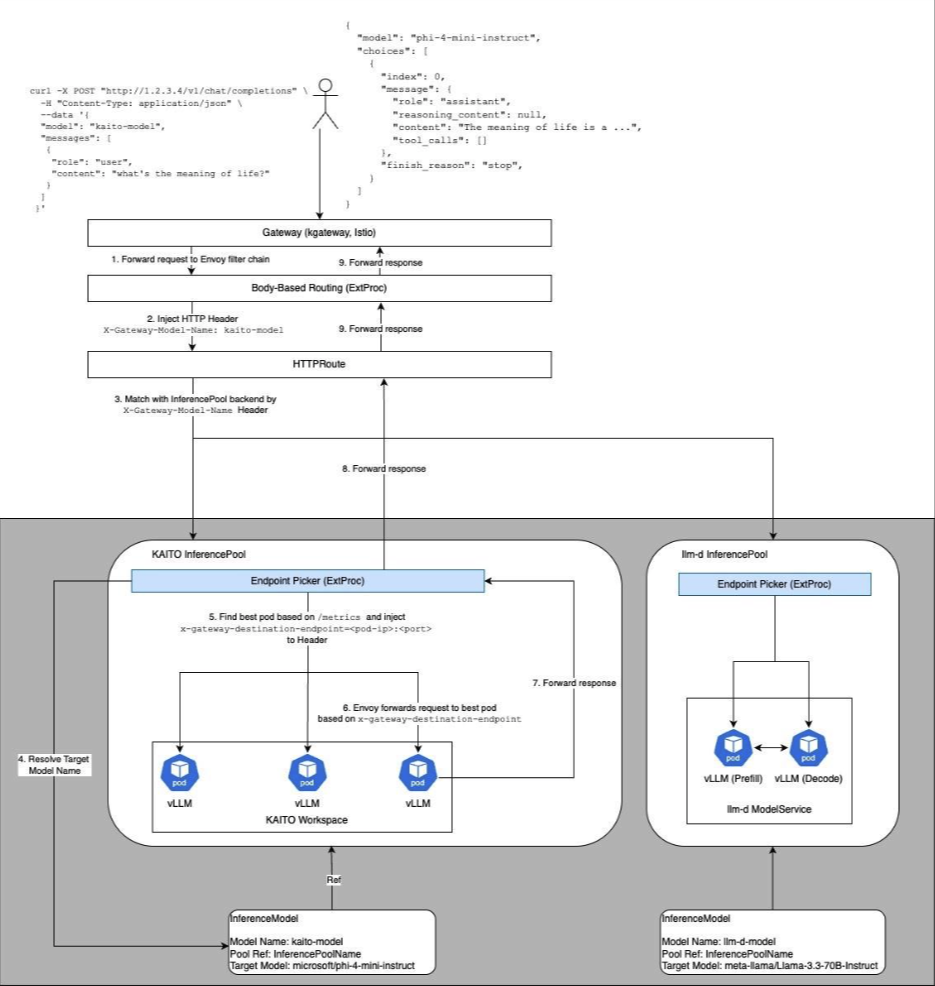 {
"model": "phi-4-mini-instruct",
"choices": [
{
"index": 0,
"message": {
"role": "assistant",
"reasoning_content": null,
"content": "The meaning of life is a ...",
"tool_calls": []
},
"finish_reason": "stop",
}
]
}
curl -X POST "http://1.2.3.4/v1/chat/completions" \
-H "Content-Type: application/json" \
--data '{
"model": "kaito-model",
"messages": [
{
"role": "user",
"content": "what's the meaning of life?"
}
]
}'
Gateway (kgateway, Istio)
1. Forward request to Envoy filter chain
9. Forward response
Body-Based Routing (ExtProc)
2. Inject HTTP Header
X-Gateway-Model-Name: kaito-model
9. Forward response
HTTPRoute
3. Match with InferencePool backend by
X-Gateway-Model-Name Header
8. Forward response
KAITO InferencePool
Endpoint Picker (ExtProc)
5. Find best pod based on /metrics and inject
x-gateway-destination-endpoint=<pod-ip>:<port>
to Header
7. Forward response
6. Envoy forwards request to best pod
based on x-gateway-destination-endpoint
4. Resolve Target
Model Name
pod
pod
pod
vLLM
vLLM
vLLM
KAITO Workspace
Ref
InferenceModel
Model Name: kaito-model
Pool Ref: InferencePoolName
Target Model: microsoft/phi-4-mini-instruct
llm-d InferencePool
Endpoint Picker (ExtProc)
pod
pod
vLLM (Prefill)
vLLM (Decode)
llm-d ModelService
InferenceModel
Model Name: llm-d-model
Pool Ref: InferencePoolName
Target Model: meta-llama/Llama-3.3-70B-Instruct